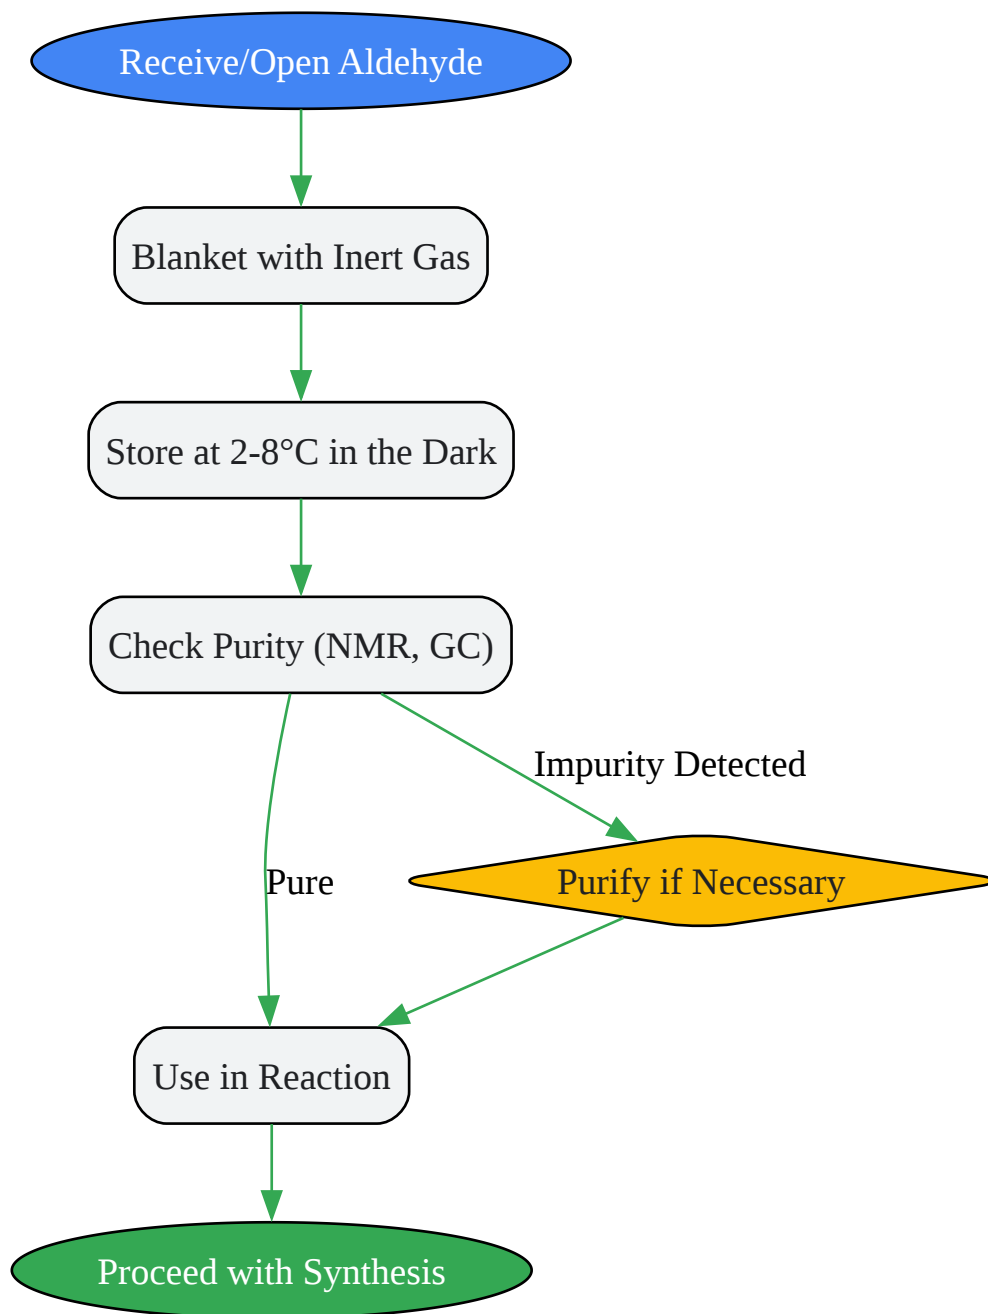 Receive/Open Aldehyde
Blanket with Inert Gas
Store at 2-8°C in the Dark
Check Purity (NMR, GC)
Impurity Detected
Pure
Purify if Necessary
Use in Reaction
Proceed with Synthesis